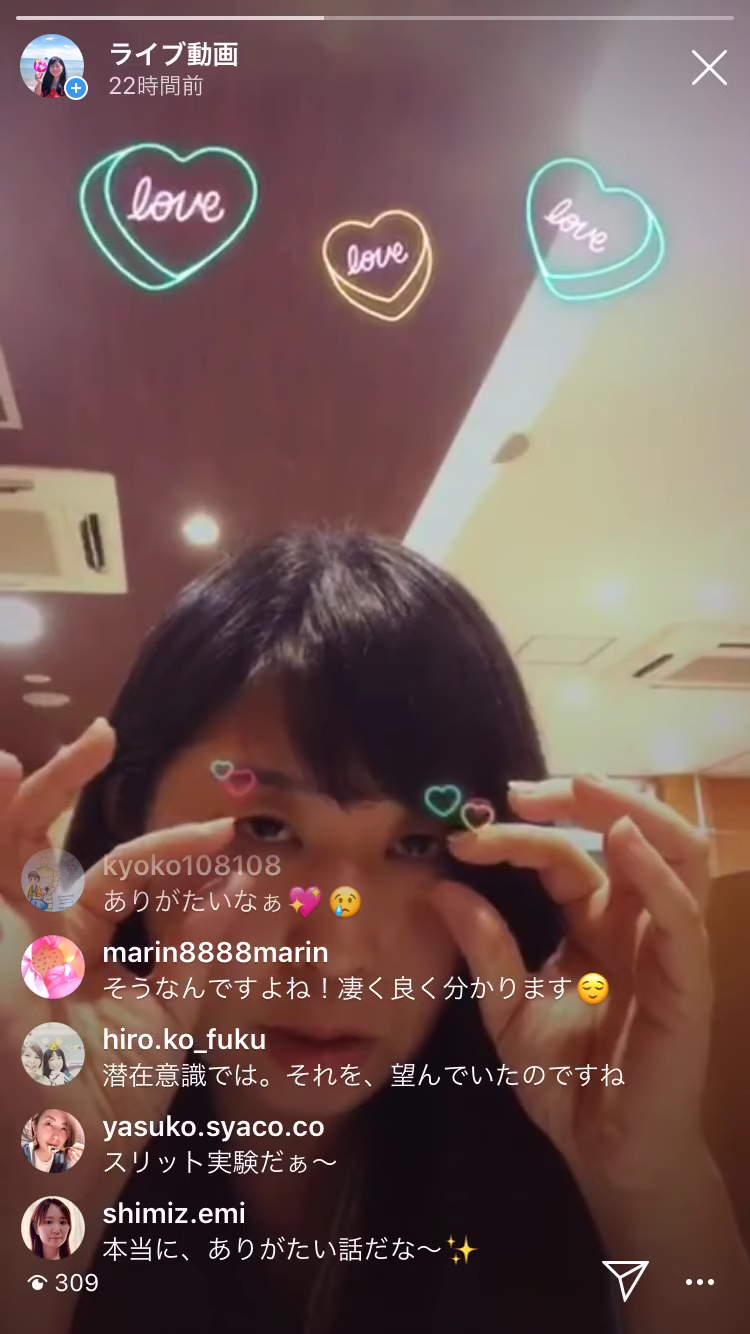 ライブ動画
22時間前
love
love
love
kyoko108108
ありがたいなぁ💖😢
marin8888marin
そうなんですよね！凄く良く分かります😌
hiro.ko_fuku
潜在意識では。それを、望んでいたのですね
yasuko.syaco.co
スリット実験だぁ〜
shimiz.emi
本当に、ありがたい話だな〜✨
309